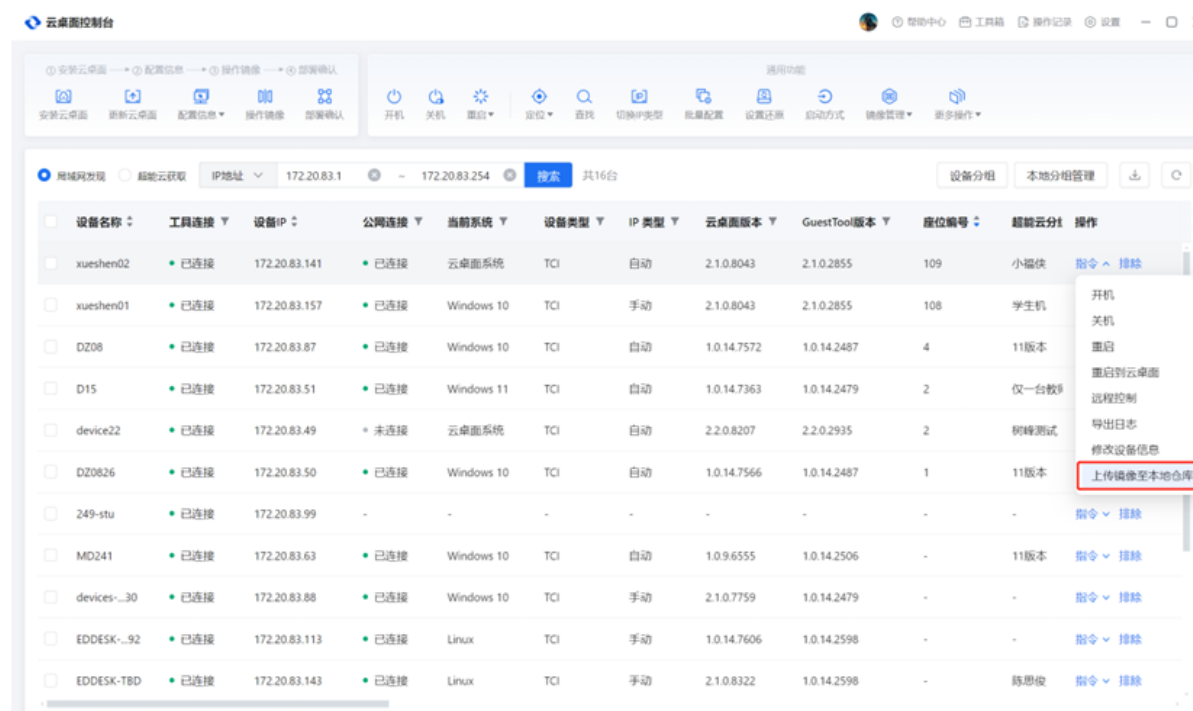 云桌面控制台 帮助中心 工具箱 操作记录 设置
①安装云桌面 ②配置信息 ③操作镜像 ④部署确认 通用功能
安装云桌面 更新云桌面 配置信息 操作镜像 部署确认 开机 关机 重启 定位 查找 切换IP类型 批量配置 设置还原 启动方式 镜像管理 更多操作
局域网发现 超能云获取 IP地址 172.20.83.1 ~ 172.20.83.254 搜索 共16台 设备分组 本地分组管理
设备名称 工具连接 设备IP 公网连接 当前系统 设备类型 IP 类型 云桌面版本 GuestTool版本 座位编号 超能云分 操作
xueshen02 已连接 172.20.83.141 已连接 云桌面系统 TCI 自动 2.1.0.8043 2.1.0.2855 109 小福侠 指令 排除
开机
xueshen01 已连接 172.20.83.157 已连接 Windows 10 TCI 手动 2.1.0.8043 2.1.0.2855 108 学生机
关机
DZ08 已连接 172.20.83.87 已连接 Windows 10 TCI 自动 1.0.14.7572 1.0.14.2487 4 11版本 重启
重启到云桌面
D15 已连接 172.20.83.51 已连接 Windows 11 TCI 自动 1.0.14.7363 1.0.14.2479 2 仅一台教
远程控制
device22 已连接 172.20.83.49 未连接 云桌面系统 TCI 自动 2.2.0.8207 2.2.0.2935 2 树峰测试 导出日志
修改设备信息
DZ0826 已连接 172.20.83.50 已连接 Windows 10 TCI 自动 1.0.14.7566 1.0.14.2487 1 11版本 上传镜像至本地仓库
249-stu 已连接 172.20.83.99 - - - - - - - - 指令 排除
MD241 已连接 172.20.83.63 已连接 Windows 10 TCI 自动 1.0.9.6555 1.0.14.2506 - 11版本 指令 排除
devices-...30 已连接 172.20.83.88 已连接 Windows 10 TCI 手动 2.1.0.7759 1.0.14.2479 - - 指令 排除
EDDESK-...92 已连接 172.20.83.113 已连接 Linux TCI 手动 1.0.14.7606 1.0.14.2598 - - 指令 排除
EDDESK-TBD 已连接 172.20.83.143 已连接 Linux TCI 手动 2.1.0.8322 1.0.14.2598 - 陈思俊 指令 排除